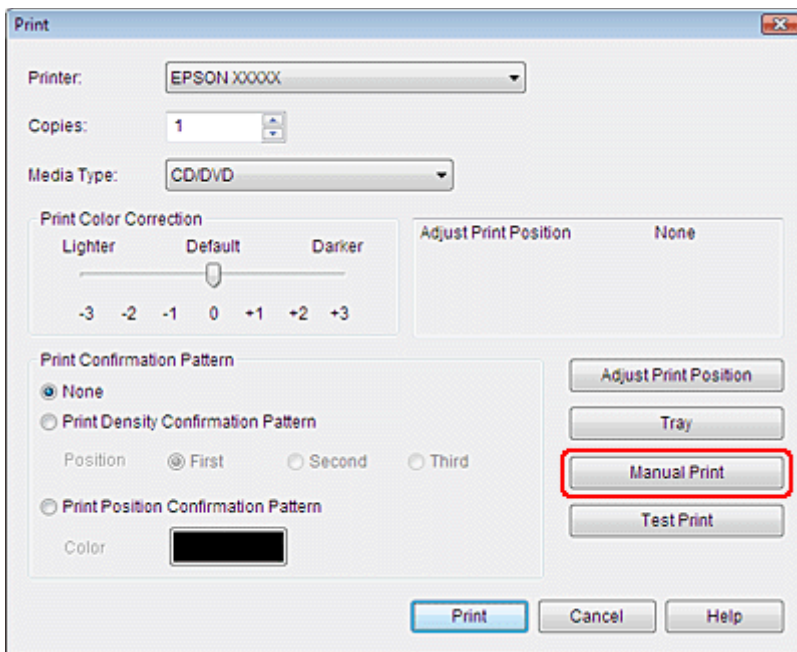 Print
Printer: EPSON XXXXX
Copies: 1
Media Type: CD/DVD
Print Color Correction
Lighter Default Darker
-3 -2 -1 0 +1 +2 +3
Adjust Print Position None
Print Confirmation Pattern
None
Print Density Confirmation Pattern
Position First Second Third
Print Position Confirmation Pattern
Color
Adjust Print Position
Tray
Manual Print
Test Print
Print Cancel Help